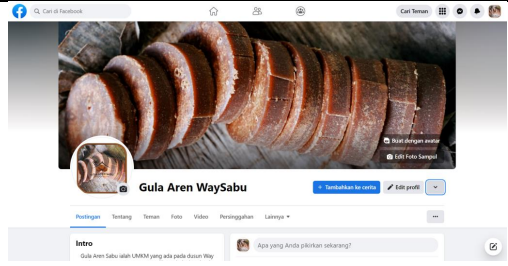 Cari di Facebook
Cari Teman
Buat dengan avatar
Edit Foto Sampul
Gula Aren WaySabu
+ Tambahkan ke cerita
Edit profil
Postingan Tentang Teman Foto Video Persinggahan Lainnya
Intro
Gula Aren Sabu ialah UMKM yang ada pada dusun Way
Apa yang Anda pikirkan sekarang?